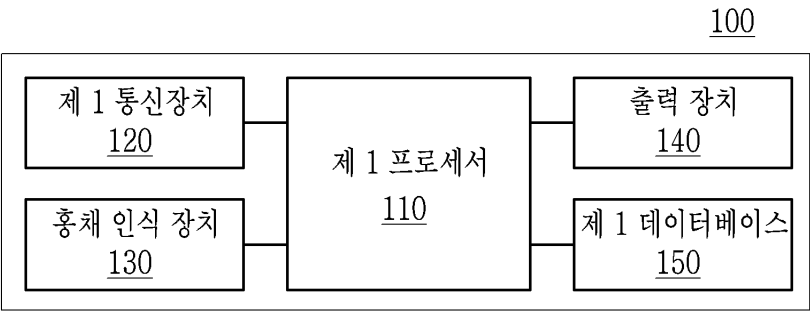 100
제 1 통신장치
120
홍채 인식 장치
130
제 1 프로세서
110
출력 장치
140
제 1 데이터베이스
150